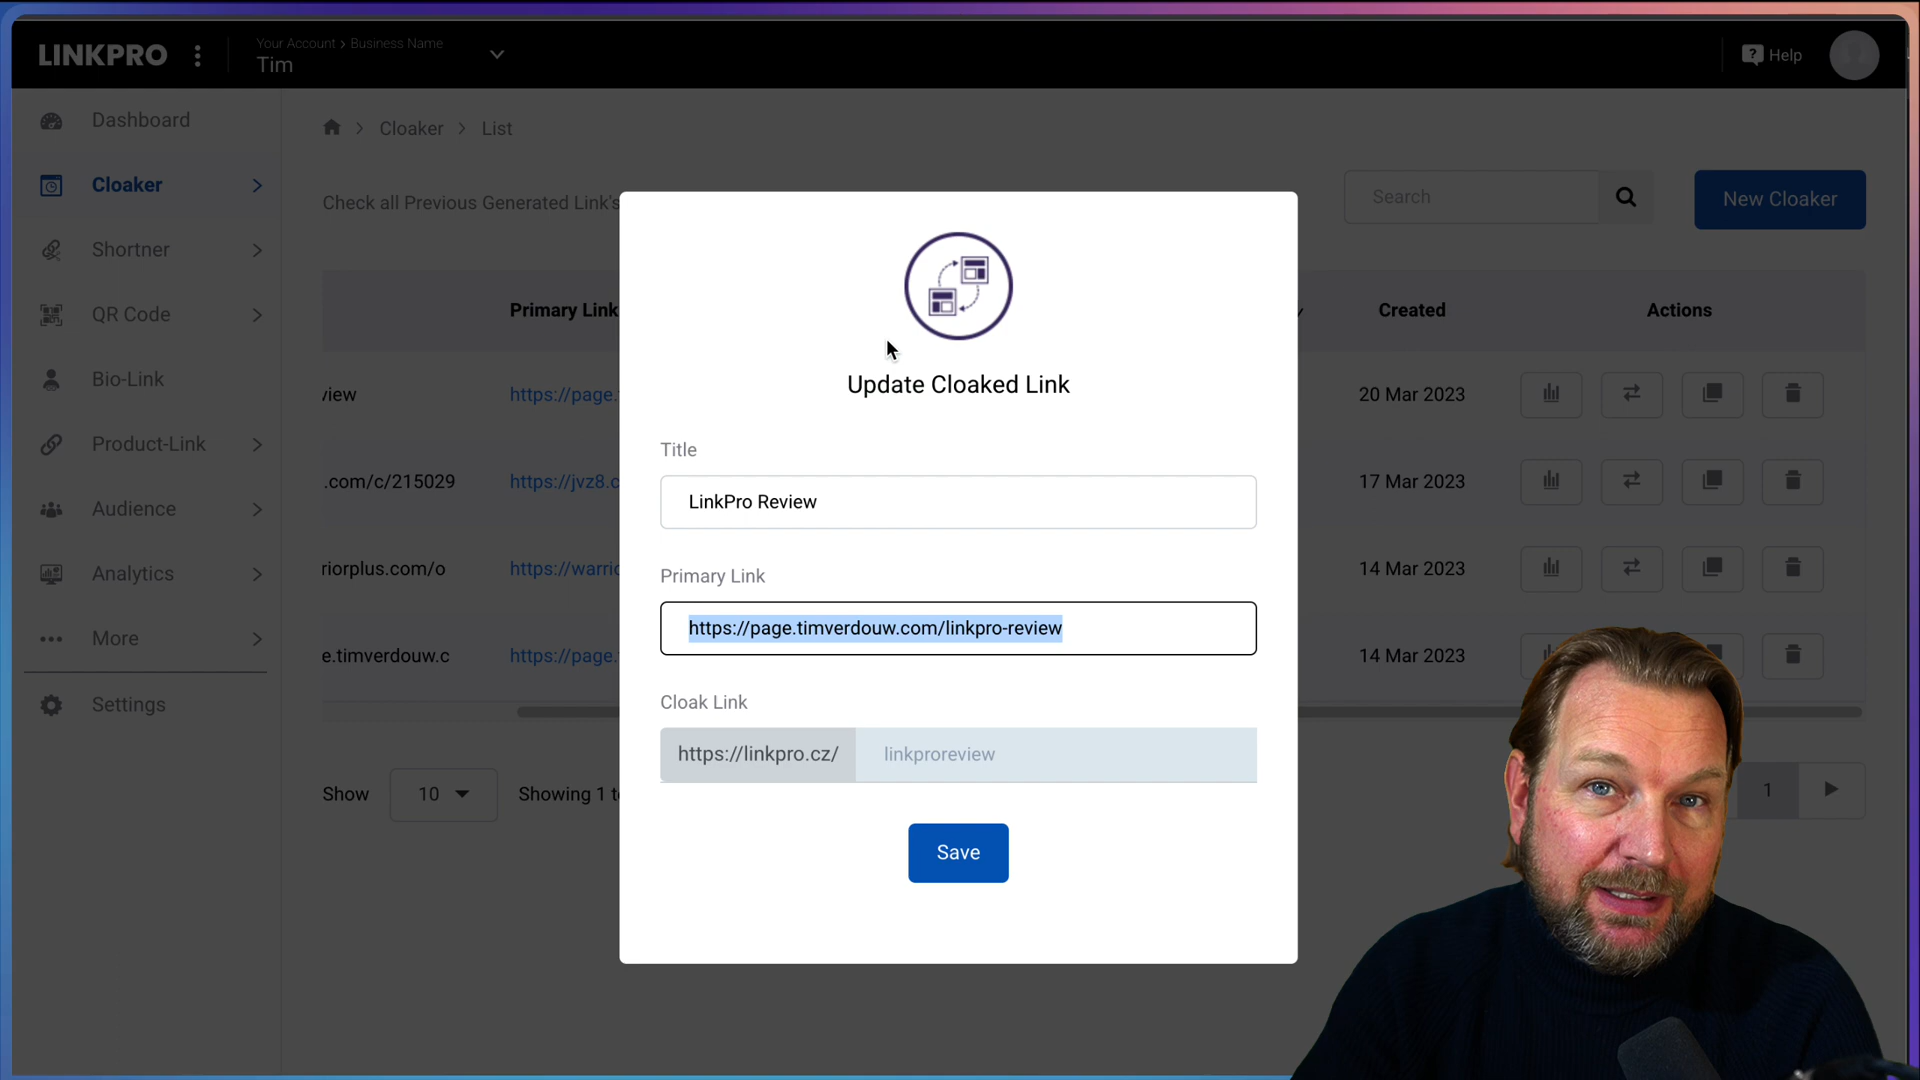 LINKPRO
Your Account > Business Name
Tim
Help
Dashboard
Cloaker
Shortner
QR Code
Bio-Link
Product-Link
Audience
Analytics
More
Settings
Cloaker > List
Check all Previous Generated Link's
Search
New Cloaker
Primary Link
Created
Actions
view
https://page.
20 Mar 2023
.com/c/215029
https://jvz8.c
17 Mar 2023
riorplus.com/o
https://warric
14 Mar 2023
e.timverdouw.c
https://page.
14 Mar 2023
Show
10
Showing 1 to
1
Update Cloaked Link
Title
LinkPro Review
Primary Link
https://page.timverdouw.com/linkpro-review
Cloak Link
https://linkpro.cz/
linkproreview
Save